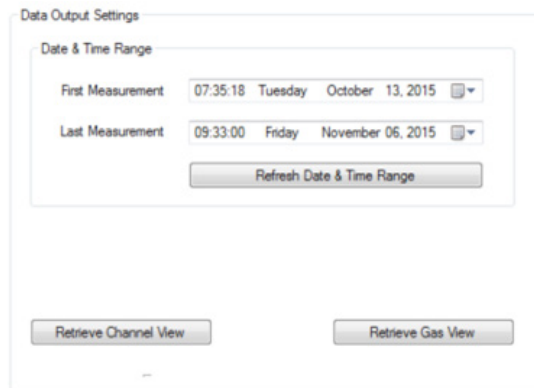 Data Output Settings
Date & Time Range
First Measurement 07:35:18 Tuesday October 13, 2015
Last Measurement 09:33:00 Friday November 06, 2015
Refresh Date & Time Range
Retrieve Channel View Retrieve Gas View